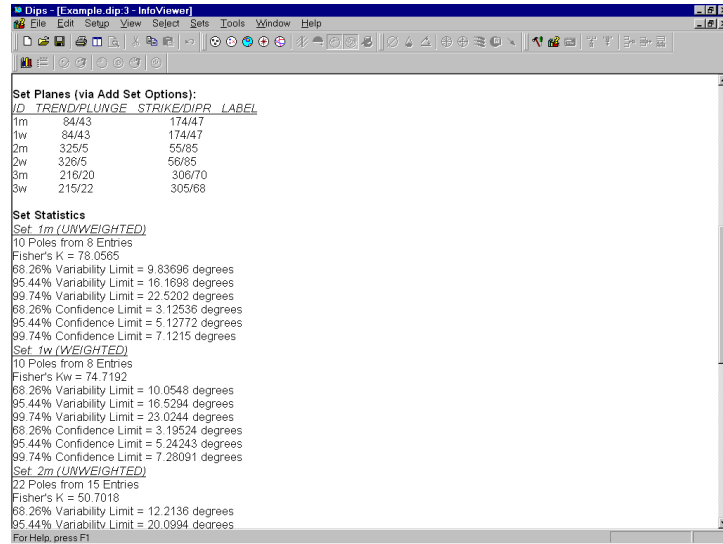 Dips - [Example.dip:3 - InfoViewer]
File Edit Setup View Select Sets Tools Window Help
Set Planes (via Add Set Options):
ID TREND/PLUNGE STRIKE/DIPR LABEL
1m 84/43 174/47
1w 84/43 174/47
2m 325/5 55/85
2w 326/5 56/85
3m 216/20 306/70
3w 215/22 305/68
Set Statistics
Set: 1m (UNWEIGHTED)
10 Poles from 8 Entries
Fisher's K = 78.0565
68.26% Variability Limit = 9.83696 degrees
95.44% Variability Limit = 16.1698 degrees
99.74% Variability Limit = 22.5202 degrees
68.26% Confidence Limit = 3.12536 degrees
95.44% Confidence Limit = 5.12772 degrees
99.74% Confidence Limit = 7.1215 degrees
Set: 1w (WEIGHTED)
10 Poles from 8 Entries
Fisher's Kw = 74.7192
68.26% Variability Limit = 10.0548 degrees
95.44% Variability Limit = 16.5294 degrees
99.74% Variability Limit = 23.0244 degrees
68.26% Confidence Limit = 3.19524 degrees
95.44% Confidence Limit = 5.24243 degrees
99.74% Confidence Limit = 7.28091 degrees
Set: 2m (UNWEIGHTED)
22 Poles from 15 Entries
Fisher's K = 50.7018
68.26% Variability Limit = 12.2136 degrees
95.44% Variability Limit = 20.0994 degrees
For Help, press F1